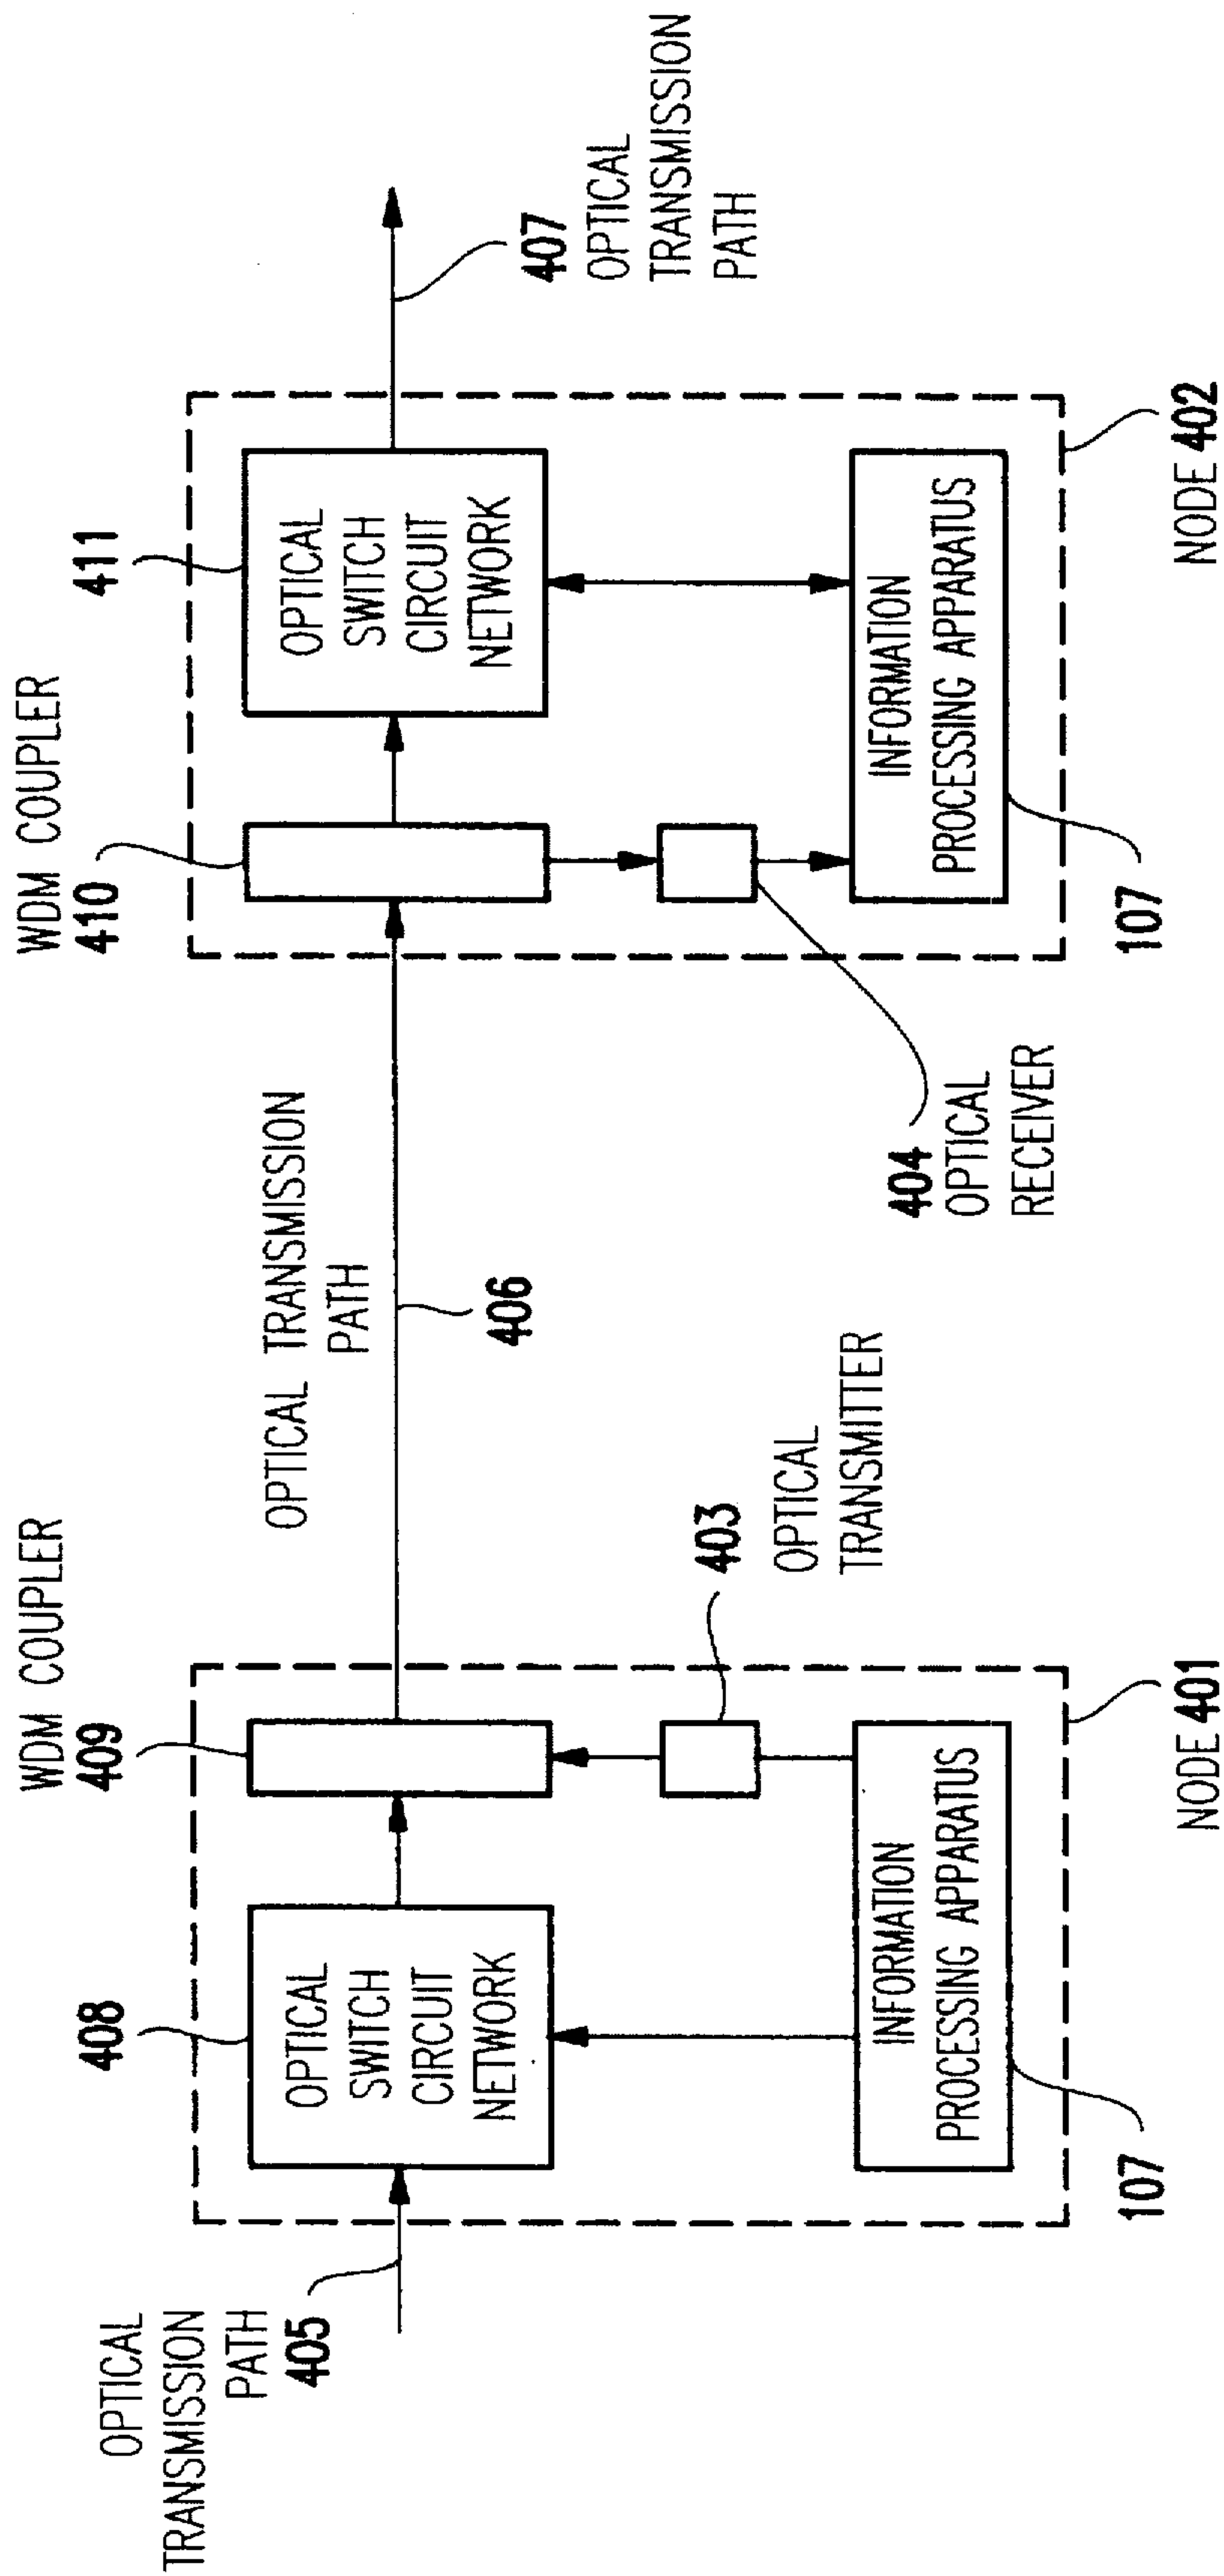 OPTICAL
TRANSMISSION
PATH
405
408
OPTICAL
SWITCH
CIRCUIT
NETWORK
WDM COUPLER
409
INFORMATION
PROCESSING APPARATUS
107
NODE 401
403
OPTICAL
TRANSMITTER
OPTICAL TRANSMISSION
PATH
406
WDM COUPLER
410
411
OPTICAL
SWITCH
CIRCUIT
NETWORK
404
OPTICAL
RECEIVER
INFORMATION
PROCESSING APPARATUS
107
NODE 402
407
OPTICAL
TRANSMISSION
PATH